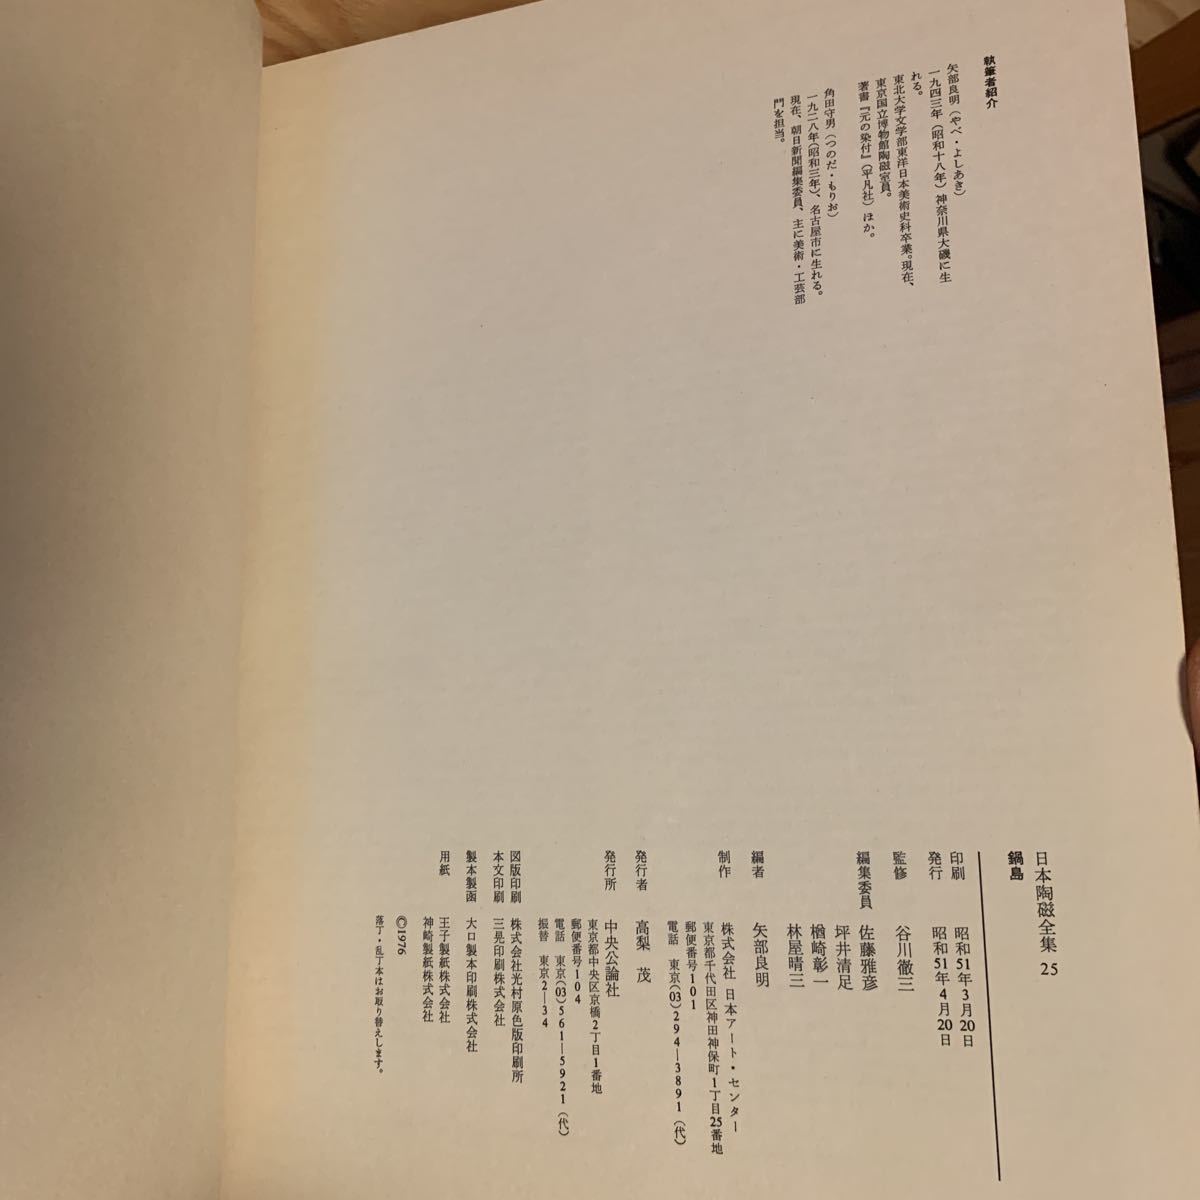 執筆者紹介
矢部良明(やべ・よしあき)
一九四三年(昭和十八年)神奈川県大磯に生
れる。
東北大学文学部東洋日本美術史科卒業。現在、
東京国立博物館陶磁室員。
著書『元の染付』(平凡社)ほか。
角田守男(つのだ・もりお)
一九二八年(昭和三年)、名古屋市に生れる。
現在、朝日新聞編集委員、主に美術・工芸部
門を担当。
日本陶磁全集 25
鍋島
印刷 昭和51年3月20日
発行 昭和51年4月20日
監修 谷川徹三
編集委員 佐藤雅彦
坪井清足
楢崎彰一
林屋晴三
編者 矢部良明
制作 株式会社 日本アート・センター
東京都千代田区神田神保町1丁目25番地
郵便番号101
電話 東京(03)294―3891(代)
発行者 高梨 茂
発行所 中央公論社
東京都中央区京橋2丁目1番地
郵便番号104
電話 東京(03)561―5921(代)
振替 東京2―34
図版印刷 株式会社光村原色版印刷所
本文印刷 三晃印刷株式会社
製本製函 大口製本印刷株式会社
用紙 王子製紙株式会社
神崎製紙株式会社
©1976
落丁・乱丁本はお取り替えします。